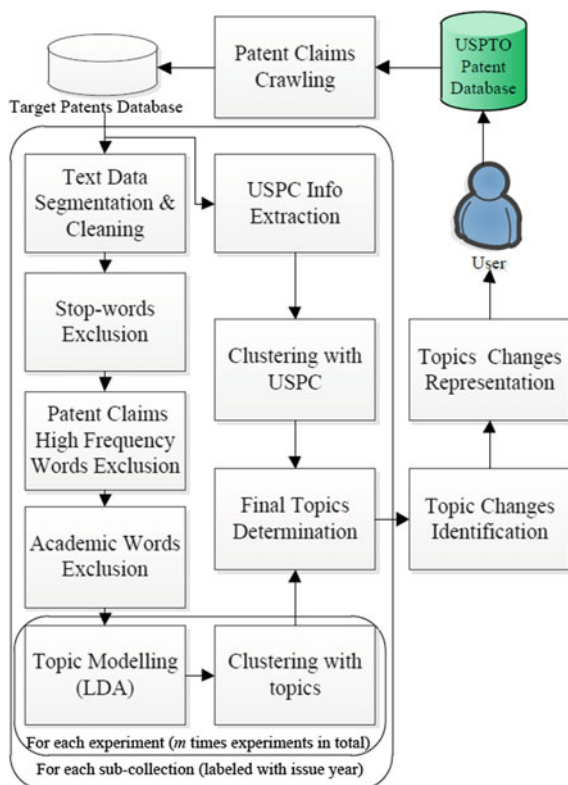 Patent Claims
Crawling
USPTO
Patent
Database
Target Patents Database
Text Data
Segmentation &
Cleaning
USPC Info
Extraction
User
Stop-words
Exclusion
Clustering with
USPC
Topics Changes
Representation
Patent Claims
High Frequency
Words Exclusion
Final Topics
Determination
Topic Changes
Identification
Academic Words
Exclusion
Topic Modelling
(LDA)
Clustering with
topics
For each experiment (m times experiments in total)
For each sub-collection (labeled with issue year)